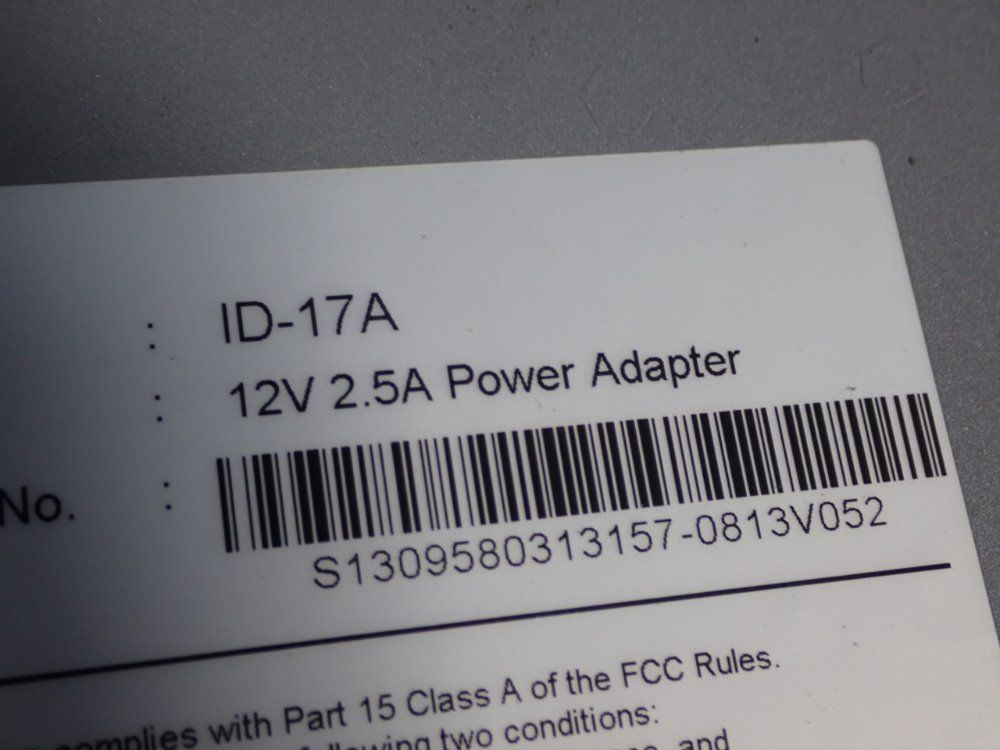 : ID-17A
: 12V 2.5A Power Adapter
No. :
S1309580313157-0813V052
complies with Part 15 Class A of the FCC Rules.
following two conditions:
and